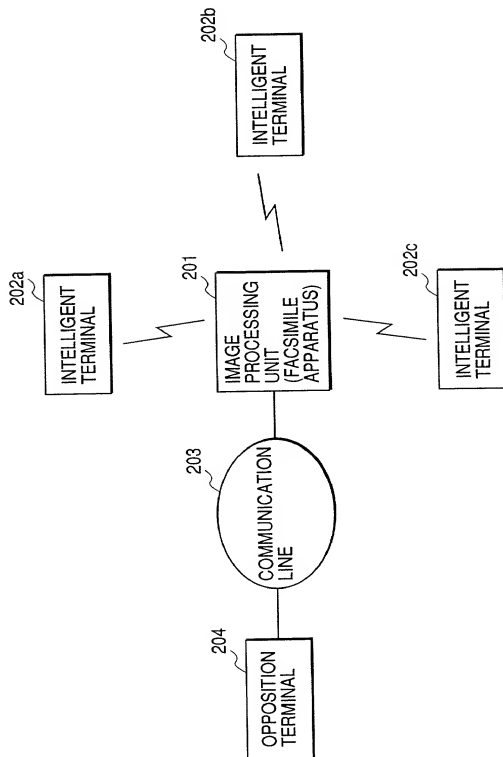 202a
INTELLIGENT
TERMINAL
202b
INTELLIGENT
TERMINAL
204
OPPOSITION
TERMINAL
203
COMMUNICATION
LINE
201
IMAGE
PROCESSING
UNIT
(FACSIMILE
APPARATUS)
202c
INTELLIGENT
TERMINAL